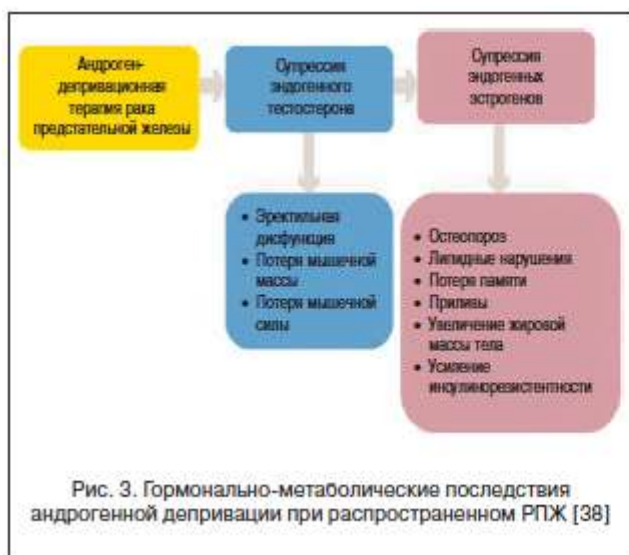 Андроген-
депривационная
терапия рака
предстательной железы
Супрессия
эндогенного
тестостерона
Супрессия
эндогенных
эстрогенов
• Эректильная
дисфункция
• Потеря мышечной
массы
• Потеря мышечной
силы
• Остеопороз
• Липидные нарушения
• Потеря памяти
• Приливы
• Увеличение жировой
массы тела
• Усиление
инсулинорезистентности
Рис. 3. Гормонально-метаболические последствия
андрогенной депривации при распространенном РПЖ [38]